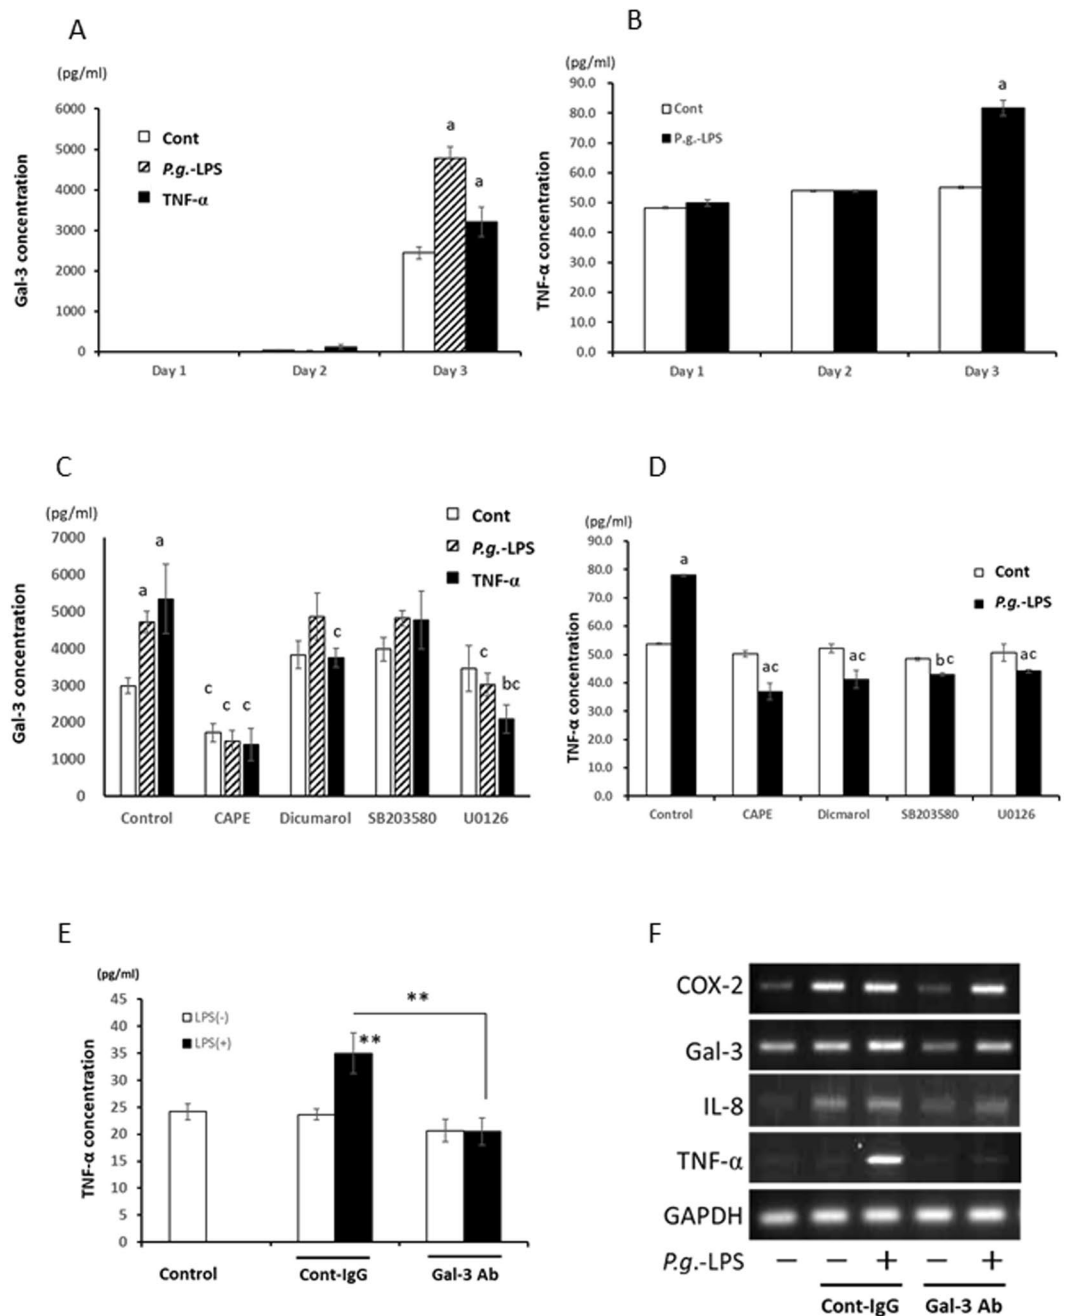 A
(pg/ml)
Gal-3 concentration
6000
5000
4000
3000
2000
1000
0
Cont
P.g.-LPS
TNF-α
a
a
Day 1
Day 2
Day 3
B
(pg/ml)
TNF-α concentration
90.0
80.0
70.0
60.0
50.0
40.0
30.0
20.0
10.0
0.0
Cont
P.g.-LPS
a
Day 1
Day 2
Day 3
C
(pg/ml)
Gal-3 concentration
7000
6000
5000
4000
3000
2000
1000
0
Cont
P.g.-LPS
TNF-α
a
a
c
c
c
c
c
bc
Control
CAPE
Dicumarol
SB203580
U0126
D
(pg/ml)
TNF-α concentration
90.0
80.0
70.0
60.0
50.0
40.0
30.0
20.0
10.0
0.0
Cont
P.g.-LPS
a
ac
ac
bc
ac
Control
CAPE
Dicmarol
SB203580
U0126
E
(pg/ml)
TNF-α concentration
45
40
35
30
25
20
15
10
5
0
LPS(-)
LPS(+)
**
**
Control
Cont-IgG
Gal-3 Ab
F
COX-2
Gal-3
IL-8
TNF-α
GAPDH
P.g.-LPS − − + − +
Cont-IgG Gal-3 Ab